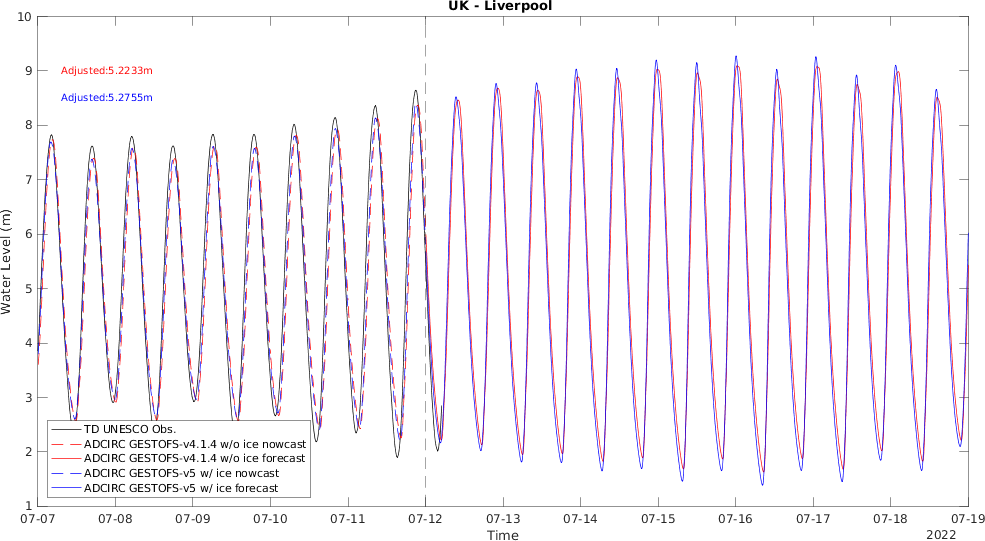 UK - Liverpool
10
9
8
7
6
5
4
3
2
1
Water Level (m)
Adjusted:5.2233m
Adjusted:5.2755m
TD UNESCO Obs.
ADCIRC GESTOFS-v4.1.4 w/o ice nowcast
ADCIRC GESTOFS-v4.1.4 w/o ice forecast
ADCIRC GESTOFS-v5 w/ ice nowcast
ADCIRC GESTOFS-v5 w/ ice forecast
07-07 07-08 07-09 07-10 07-11 07-12 07-13 07-14 07-15 07-16 07-17 07-18 07-19
Time
2022